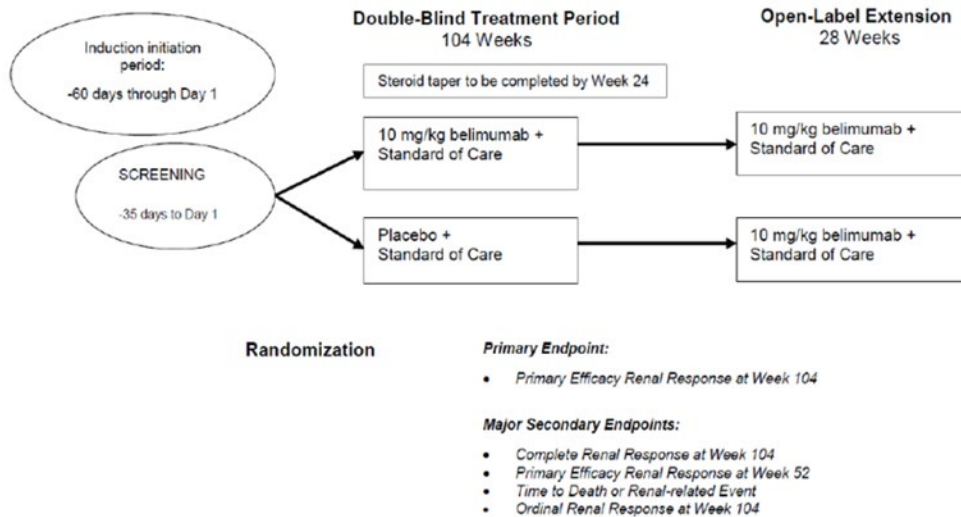 Double-Blind Treatment Period
104 Weeks
Open-Label Extension
28 Weeks
Induction initiation
period:
-60 days through Day 1
Steroid taper to be completed by Week 24
SCREENING
-35 days to Day 1
10 mg/kg belimumab +
Standard of Care
10 mg/kg belimumab +
Standard of Care
Placebo +
Standard of Care
10 mg/kg belimumab +
Standard of Care
Randomization
Primary Endpoint:
• Primary Efficacy Renal Response at Week 104
Major Secondary Endpoints:
• Complete Renal Response at Week 104
• Primary Efficacy Renal Response at Week 52
• Time to Death or Renal-related Event
• Ordinal Renal Response at Week 104